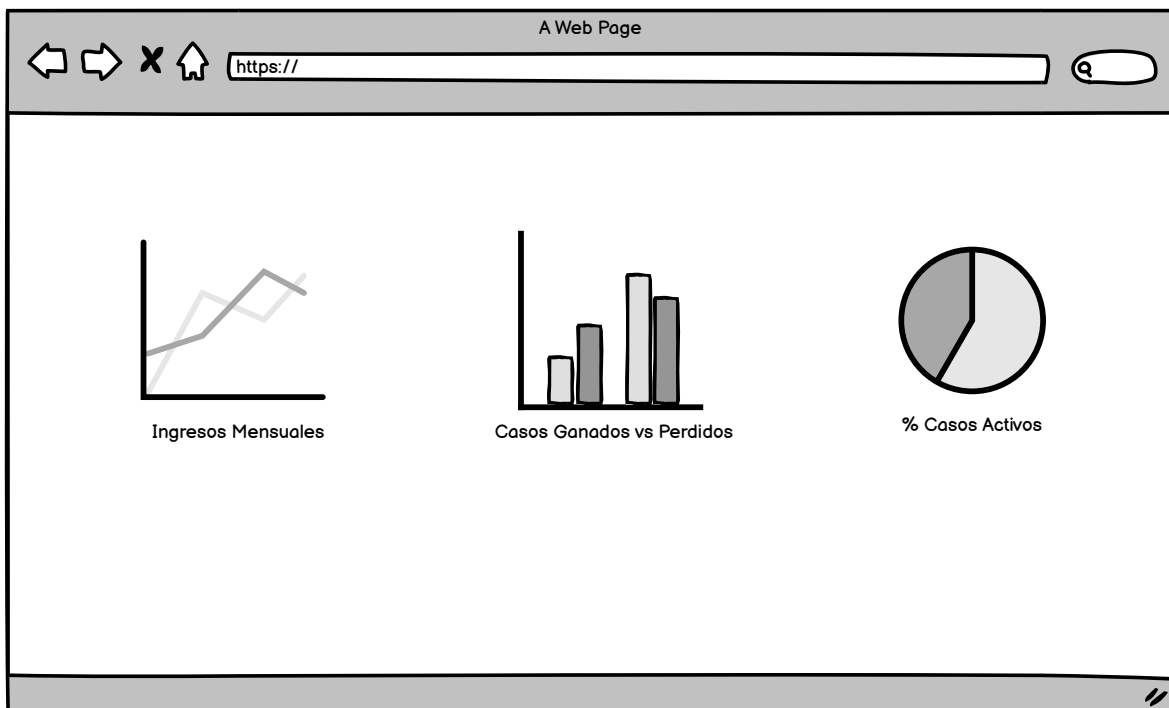 A Web Page
https://
Ingresos Mensuales
Casos Ganados vs Perdidos
% Casos Activos